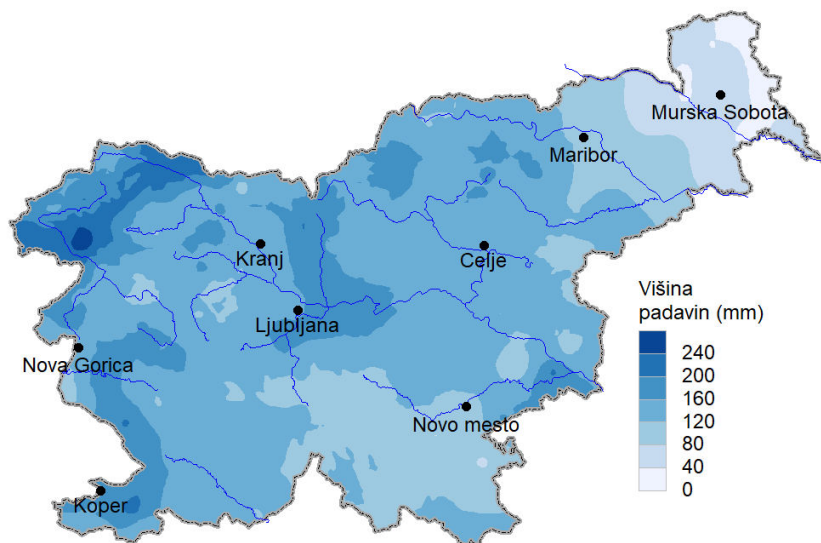 Murska Sobota
Maribor
Kranj
Celje
Ljubljana
Nova Gorica
Novo mesto
Koper
Višina
padavin (mm)
240
200
160
120
80
40
0